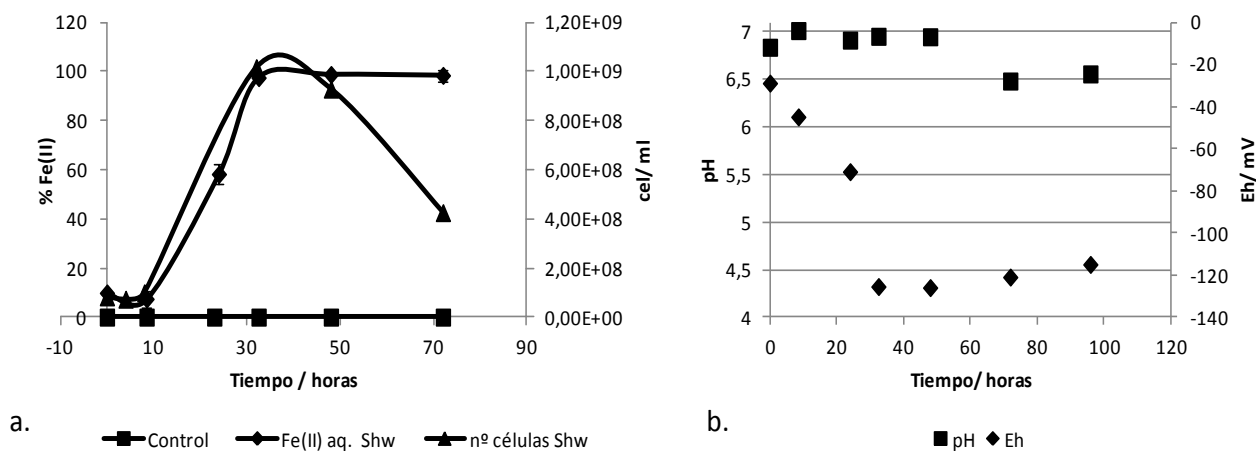 % Fe(II)
120
100
80
60
40
20
0
-10
10
30
50
70
90
Tiempo / horas
1,20E+09
1,00E+09
8,00E+08
6,00E+08
4,00E+08
2,00E+08
0,00E+00
cel/ ml
a.
Control
Fe(II) aq. Shw
nº células Shw
pH
7
6,5
6
5,5
5
4,5
4
0
20
40
60
80
100
120
Tiempo/ horas
0
-20
-40
-60
-80
-100
-120
-140
Eh/ mV
b.
pH
Eh